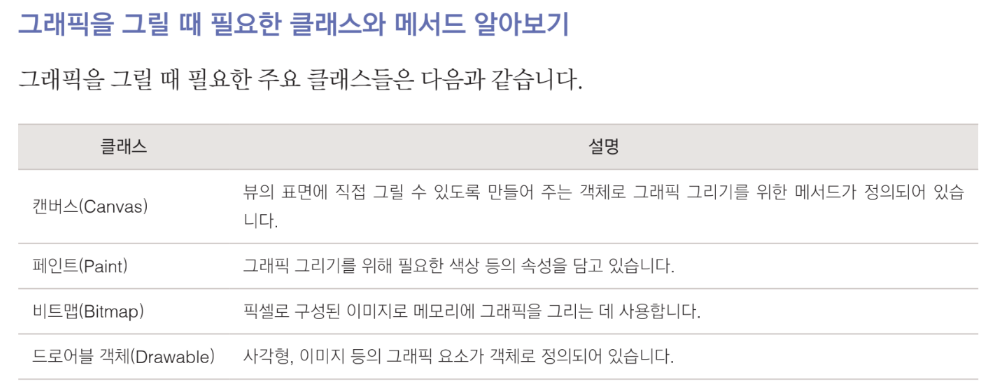 그래픽을 그릴 때 필요한 클래스와 메서드 알아보기
그래픽을 그릴 때 필요한 주요 클래스들은 다음과 같습니다.
클래스 설명
캔버스(Canvas) 뷰의 표면에 직접 그릴 수 있도록 만들어 주는 객체로 그래픽 그리기를 위한 메서드가 정의되어 있습
니다.
페인트(Paint) 그래픽 그리기를 위해 필요한 색상 등의 속성을 담고 있습니다.
비트맵(Bitmap) 픽셀로 구성된 이미지로 메모리에 그래픽을 그리는 데 사용합니다.
드로어블 객체(Drawable) 사각형, 이미지 등의 그래픽 요소가 객체로 정의되어 있습니다.